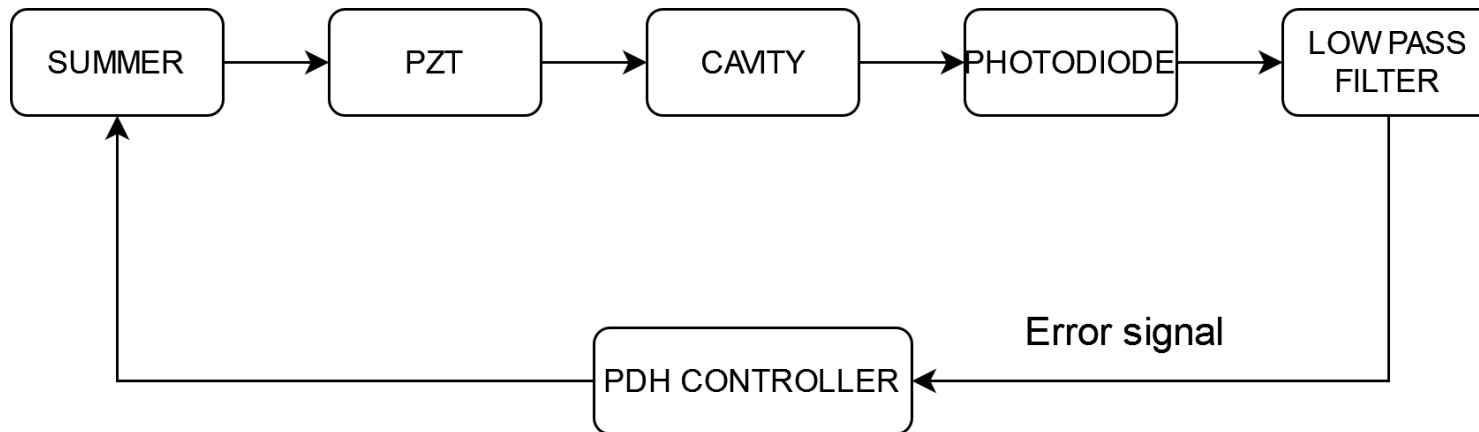 SUMMER
PZT
CAVITY
PHOTODIODE
LOW PASS
FILTER
Error signal
PDH CONTROLLER